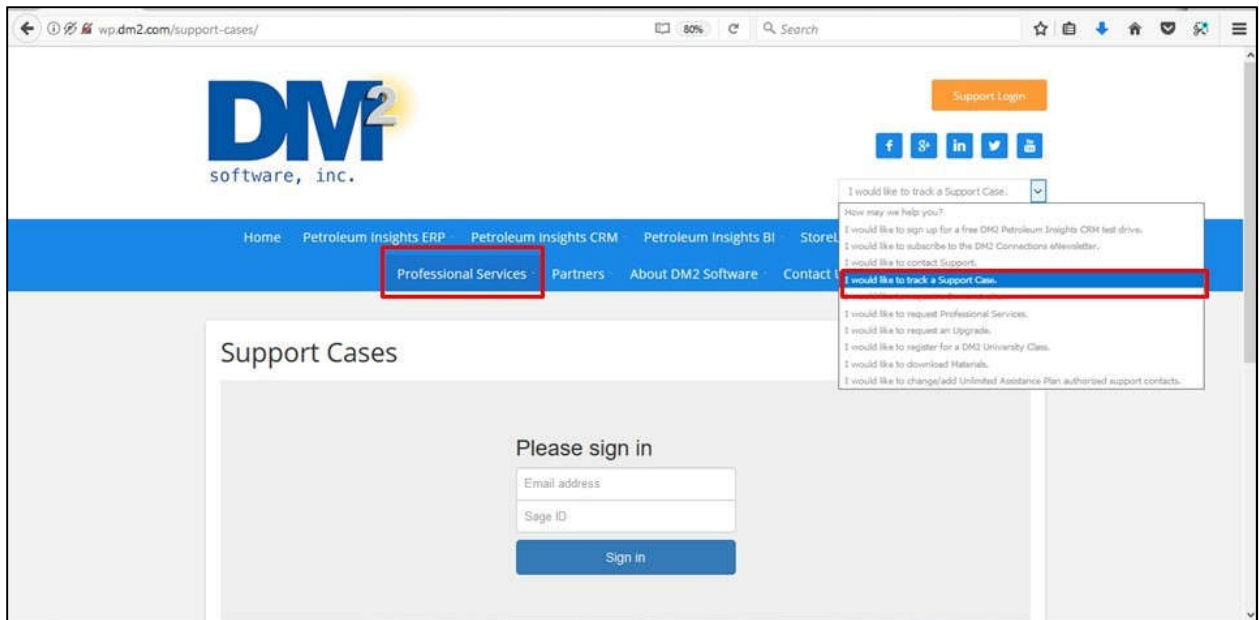 wp.dm2.com/support-cases/
80%
Search
DM2
software, inc.
Support Login
f
8+
in
You
I would like to track a Support Case.
How may we help you?
I would like to sign up for a free DM2 Petroleum Insights CRM test drive.
I would like to subscribe to the DM2 Connections eNewsletter.
I would like to contact Support.
I would like to track a Support Case.
I would like to request Professional Services.
I would like to request an Upgrade.
I would like to register for a DM2 University Class.
I would like to download Materials.
I would like to change/add Unlimited Assistance Plan authorized support contacts.
Home Petroleum Insights ERP Petroleum Insights CRM Petroleum Insights BI StoreL
Professional Services Partners About DM2 Software Contact U
Support Cases
Please sign in
Email address
Sage ID
Sign in